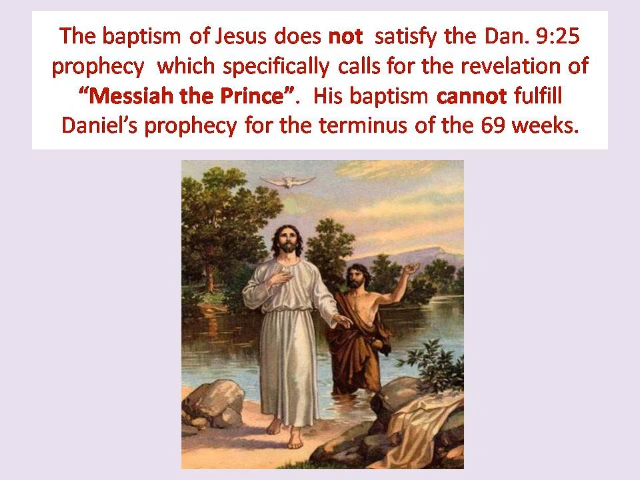 The baptism of Jesus does not satisfy the Dan. 9:25
prophecy which specifically calls for the revelation of
“Messiah the Prince”. His baptism cannot fulfill
Daniel’s prophecy for the terminus of the 69 weeks.